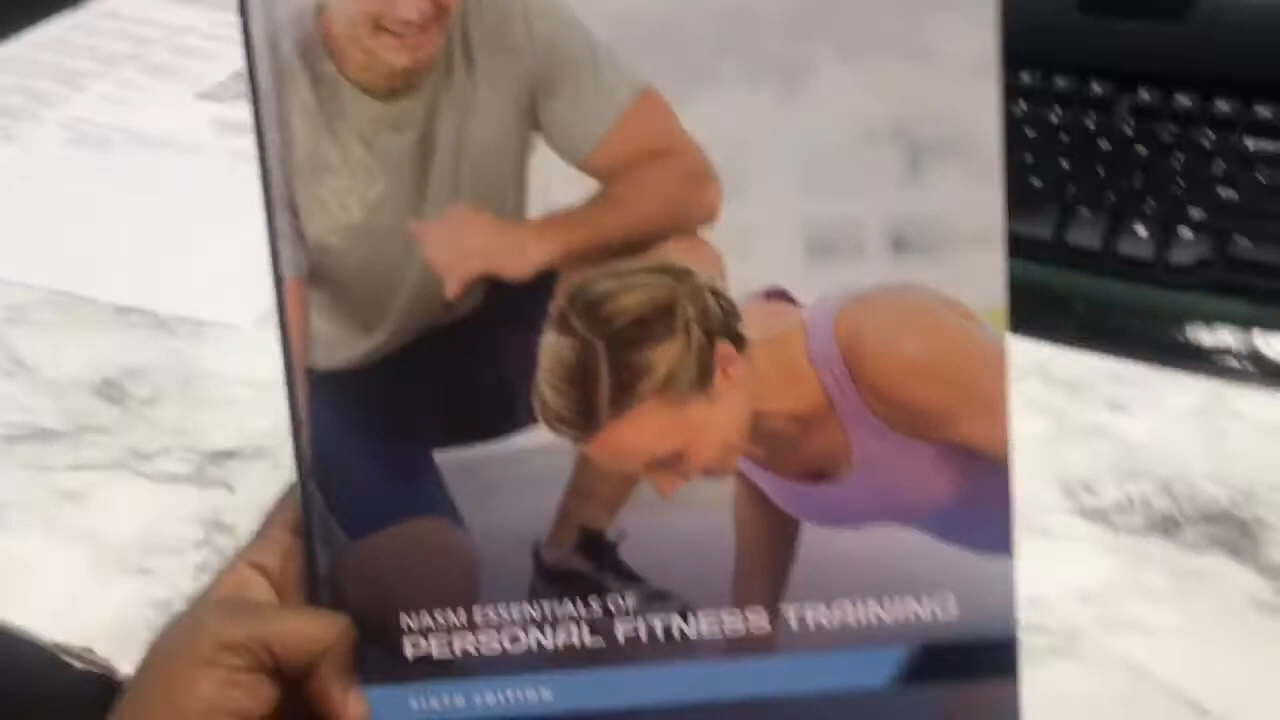 NASM ESSENTIALS OF
PERSONAL FITNESS TRAINING
SIXTH EDITION